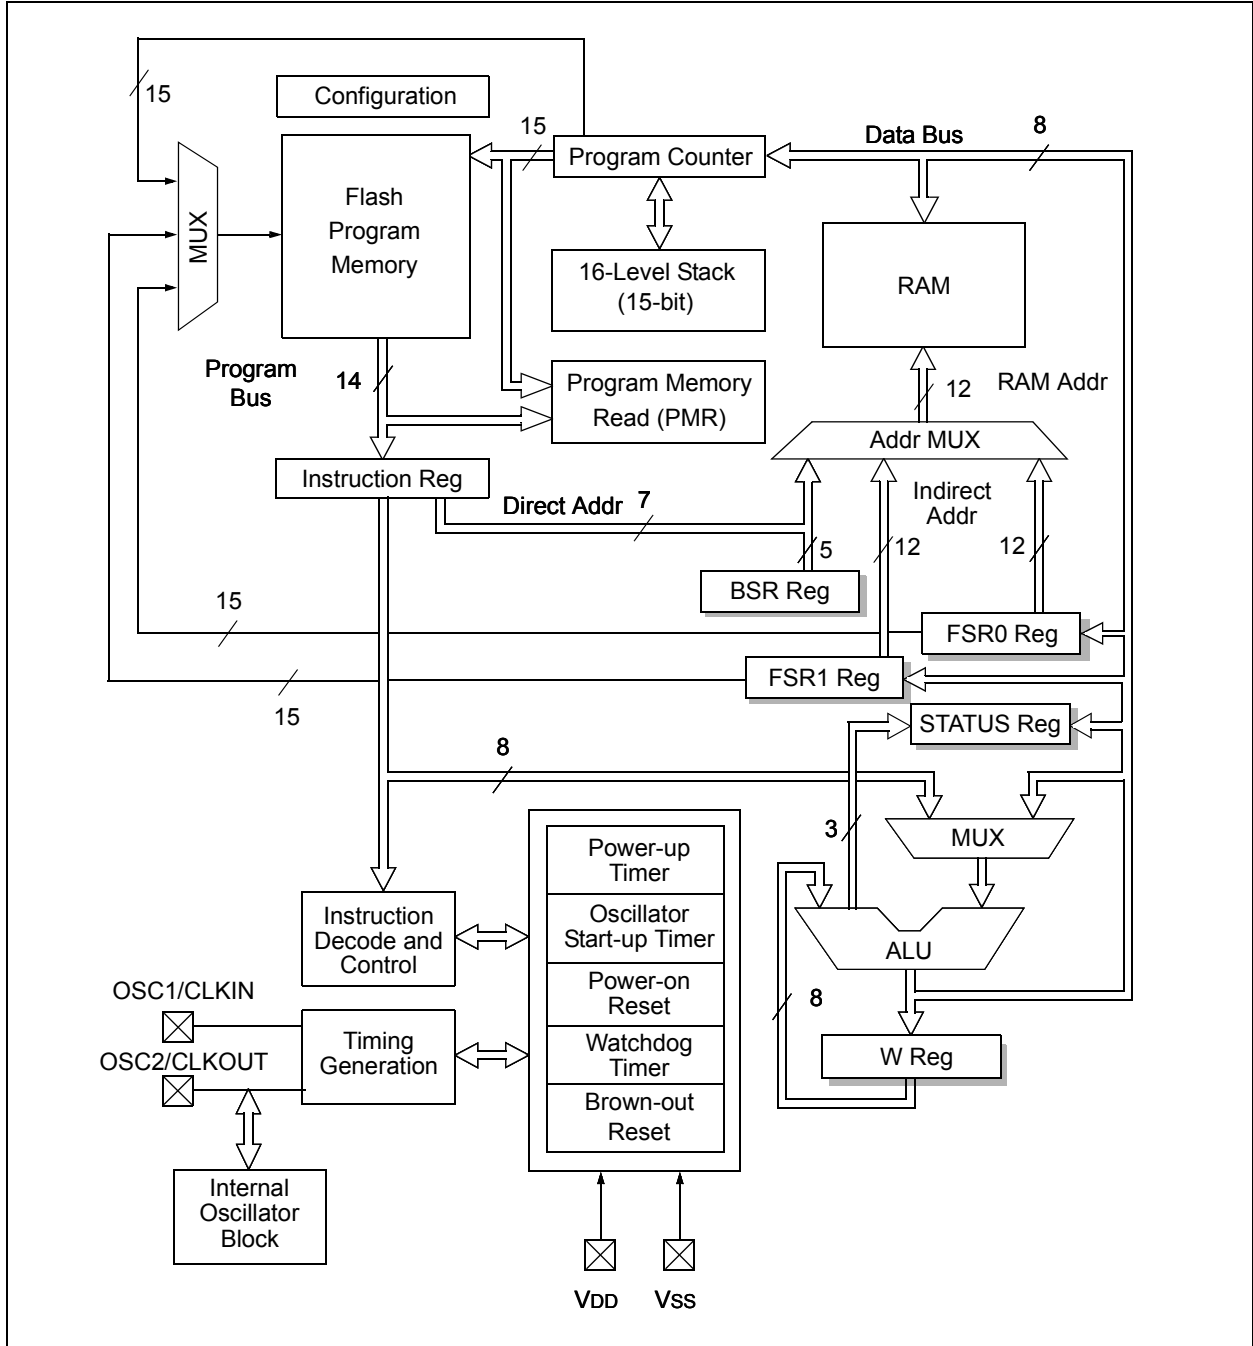 15
Configuration
15
Program Counter
Data Bus
8
Flash
Program
Memory
MUX
16-Level Stack
(15-bit)
RAM
Program
Bus
14
Program Memory
Read (PMR)
12
RAM Addr
Addr MUX
Instruction Reg
Direct Addr
7
Indirect
Addr
5
12
12
BSR Reg
15
FSR0 Reg
15
FSR1 Reg
STATUS Reg
8
3
MUX
Power-up
Timer
Oscillator
Start-up Timer
Power-on
Reset
Watchdog
Timer
Brown-out
Reset
Instruction
Decode and
Control
ALU
8
W Reg
OSC1/CLKIN
OSC2/CLKOUT
Timing
Generation
Internal
Oscillator
Block
VDD
VSS